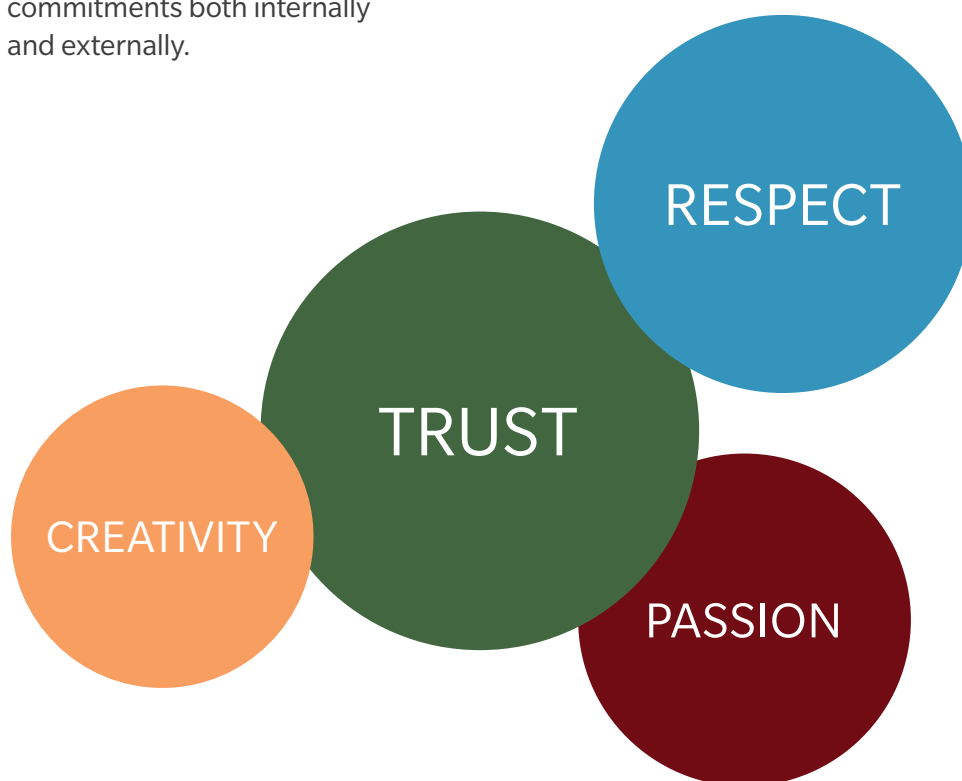 commitments both internally
and externally.
RESPECT
TRUST
CREATIVITY
PASSION